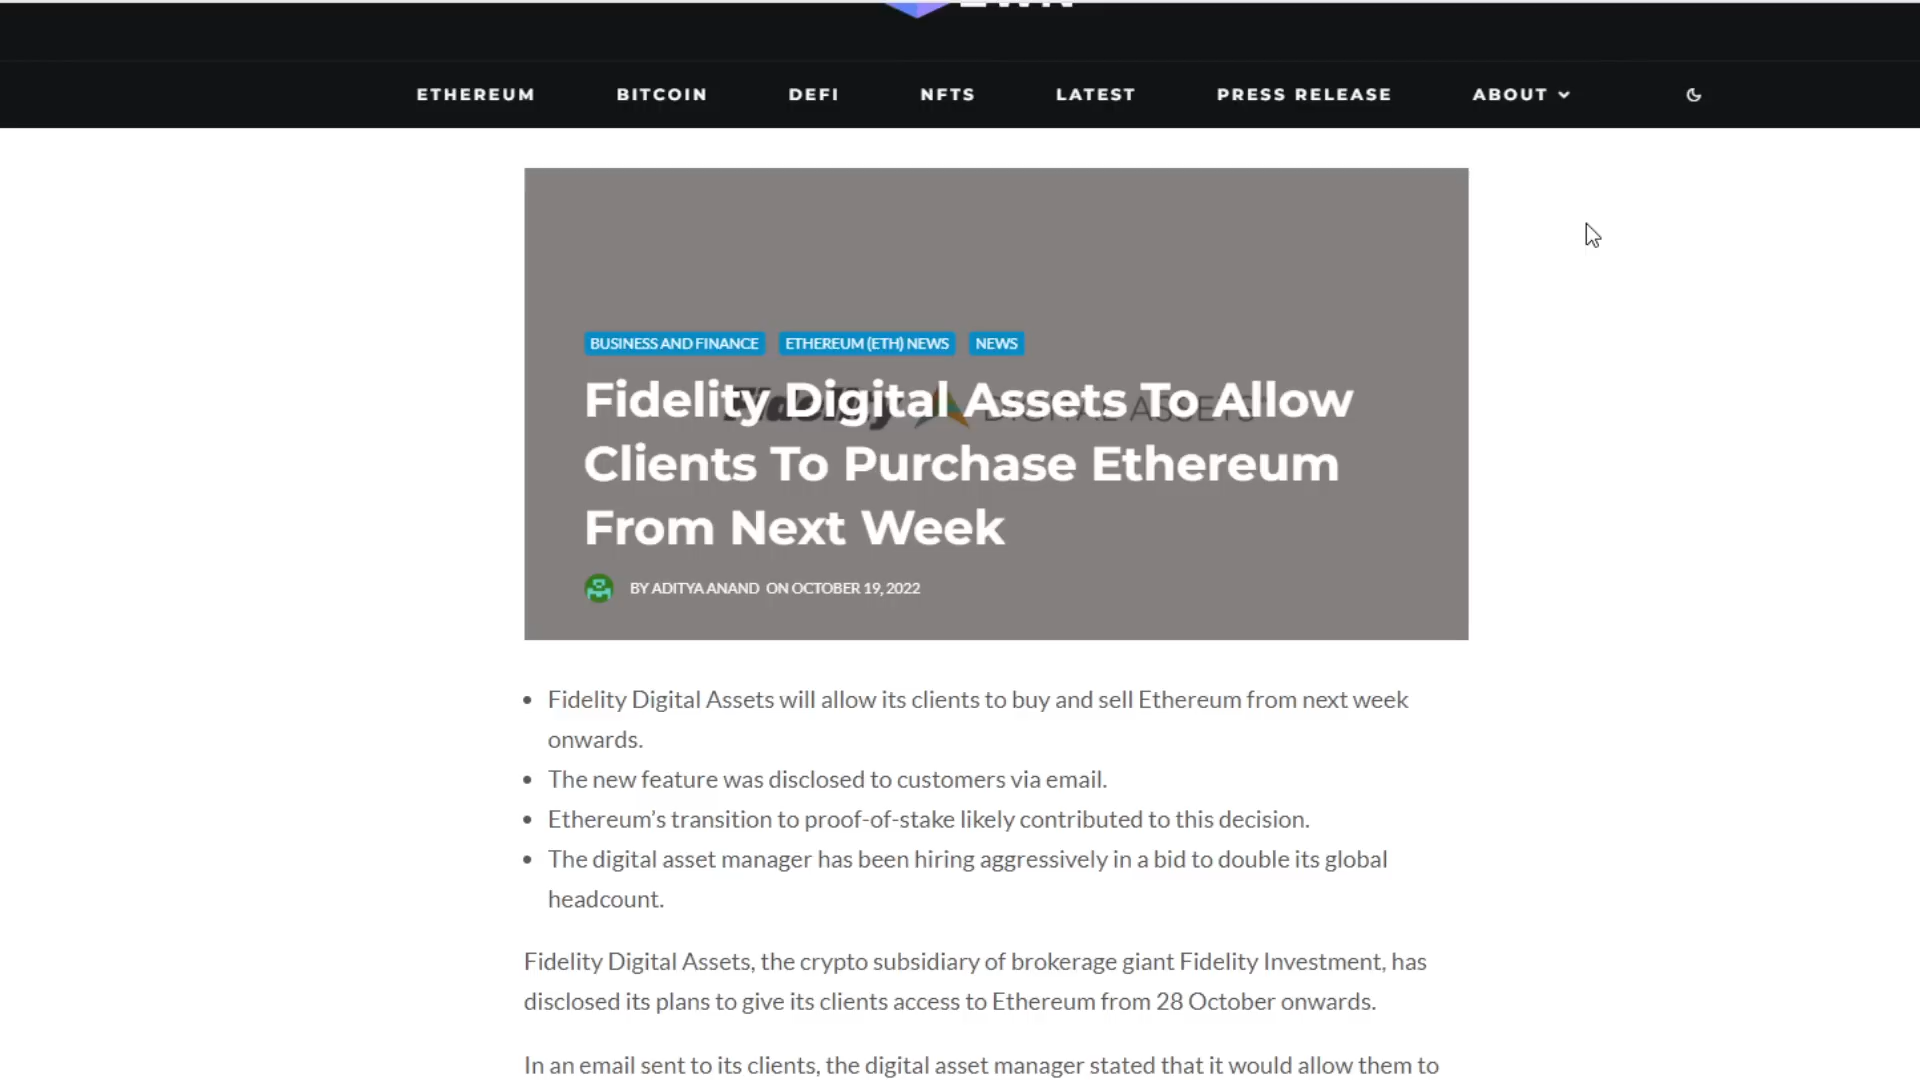 ETHEREUM BITCOIN DEFI NFTS LATEST PRESS RELEASE ABOUT
BUSINESS AND FINANCE ETHEREUM (ETH) NEWS NEWS
Fidelity Digital Assets To Allow
Clients To Purchase Ethereum
From Next Week
Fidelity DIGITAL ASSETS
BY ADITYA ANAND ON OCTOBER 19, 2022
• Fidelity Digital Assets will allow its clients to buy and sell Ethereum from next week
onwards.
• The new feature was disclosed to customers via email.
• Ethereum’s transition to proof-of-stake likely contributed to this decision.
• The digital asset manager has been hiring aggressively in a bid to double its global
headcount.
Fidelity Digital Assets, the crypto subsidiary of brokerage giant Fidelity Investment, has
disclosed its plans to give its clients access to Ethereum from 28 October onwards.
In an email sent to its clients, the digital asset manager stated that it would allow them to